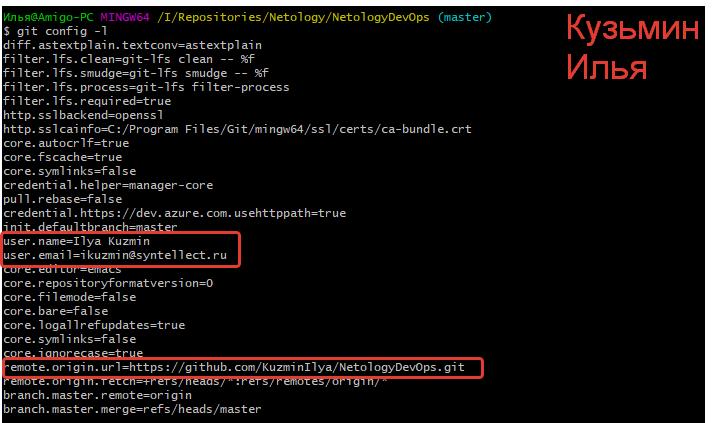 Илья@Amigo-PC MINGW64 /I/Repositories/Netology/NetologyDevOps (master)
$ git config -l
diff.astextplain.textconv=astextplain
filter.lfs.clean=git-lfs clean -- %f
filter.lfs.smudge=git-lfs smudge -- %f
filter.lfs.process=git-lfs filter-process
filter.lfs.required=true
http.sslbackend=openssl
http.sslcainfo=C:/Program Files/Git/mingw64/ssl/certs/ca-bundle.crt
core.autocrlf=true
core.fscache=true
core.symlinks=false
credential.helper=manager-core
pull.rebase=false
credential.https://dev.azure.com.usehttppath=true
init.defaultbranch=master
user.name=Ilya Kuzmin
user.email=ikuzmin@syntellect.ru
core.editor=emacs
core.repositoryformatversion=0
core.filemode=false
core.bare=false
core.logallrefupdates=true
core.symlinks=false
core.ignorecase=true
remote.origin.url=https://github.com/KuzminIlya/NetologyDevOps.git
remote.origin.fetch=+refs/heads/*:refs/remotes/origin/*
branch.master.remote=origin
branch.master.merge=refs/heads/master
Кузьмин
Илья